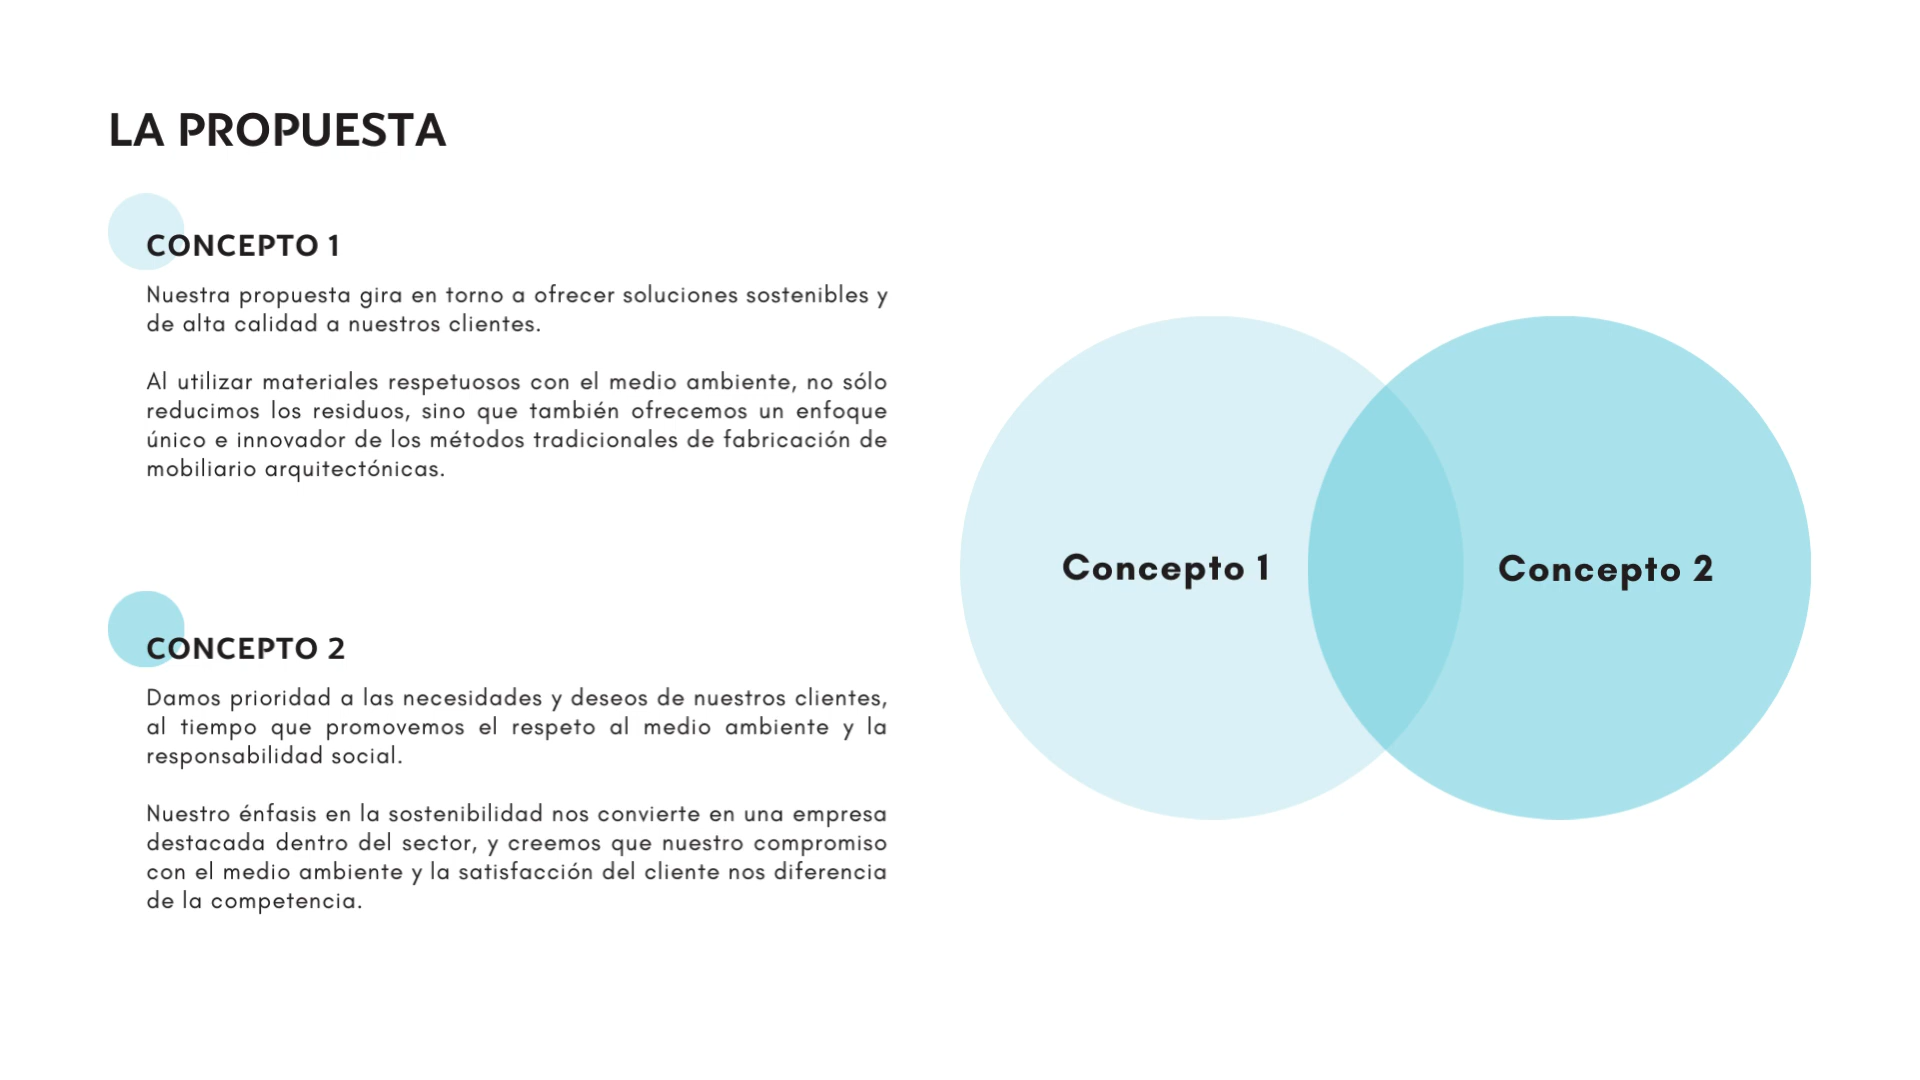 LA PROPUESTA
CONCEPTO 1
Nuestra propuesta gira en torno a ofrecer soluciones sostenibles y
de alta calidad a nuestros clientes.
Al utilizar materiales respetuosos con el medio ambiente, no sólo
reducimos los residuos, sino que también ofrecemos un enfoque
único e innovador de los métodos tradicionales de fabricación de
mobiliario arquitectónicas.
CONCEPTO 2
Damos prioridad a las necesidades y deseos de nuestros clientes,
al tiempo que promovemos el respeto al medio ambiente y la
responsabilidad social.
Nuestro énfasis en la sostenibilidad nos convierte en una empresa
destacada dentro del sector, y creemos que nuestro compromiso
con el medio ambiente y la satisfacción del cliente nos diferencia
de la competencia.
Concepto 1
Concepto 2